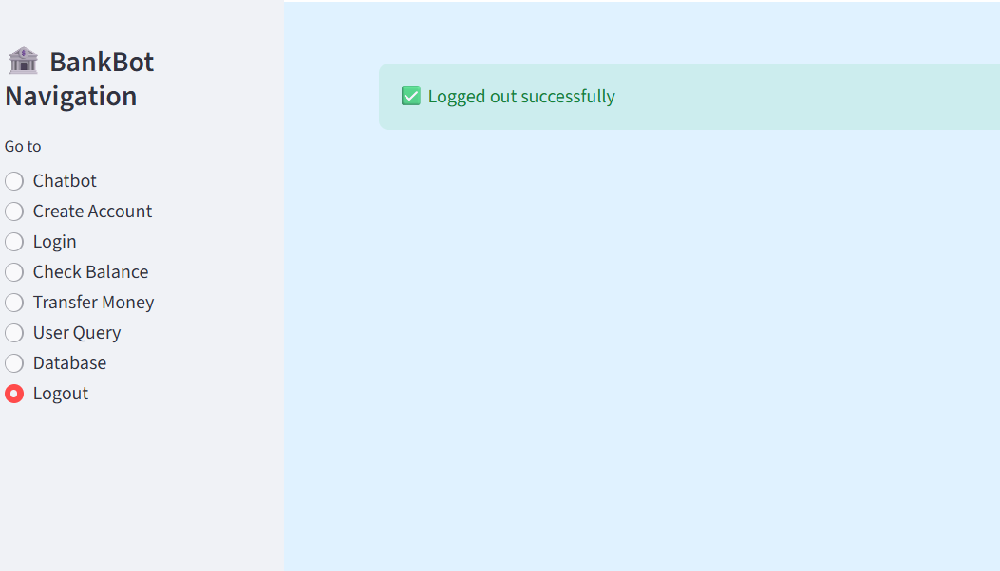 🏦 BankBot
Navigation
Go to
Chatbot
Create Account
Login
Check Balance
Transfer Money
User Query
Database
Logout
✅ Logged out successfully